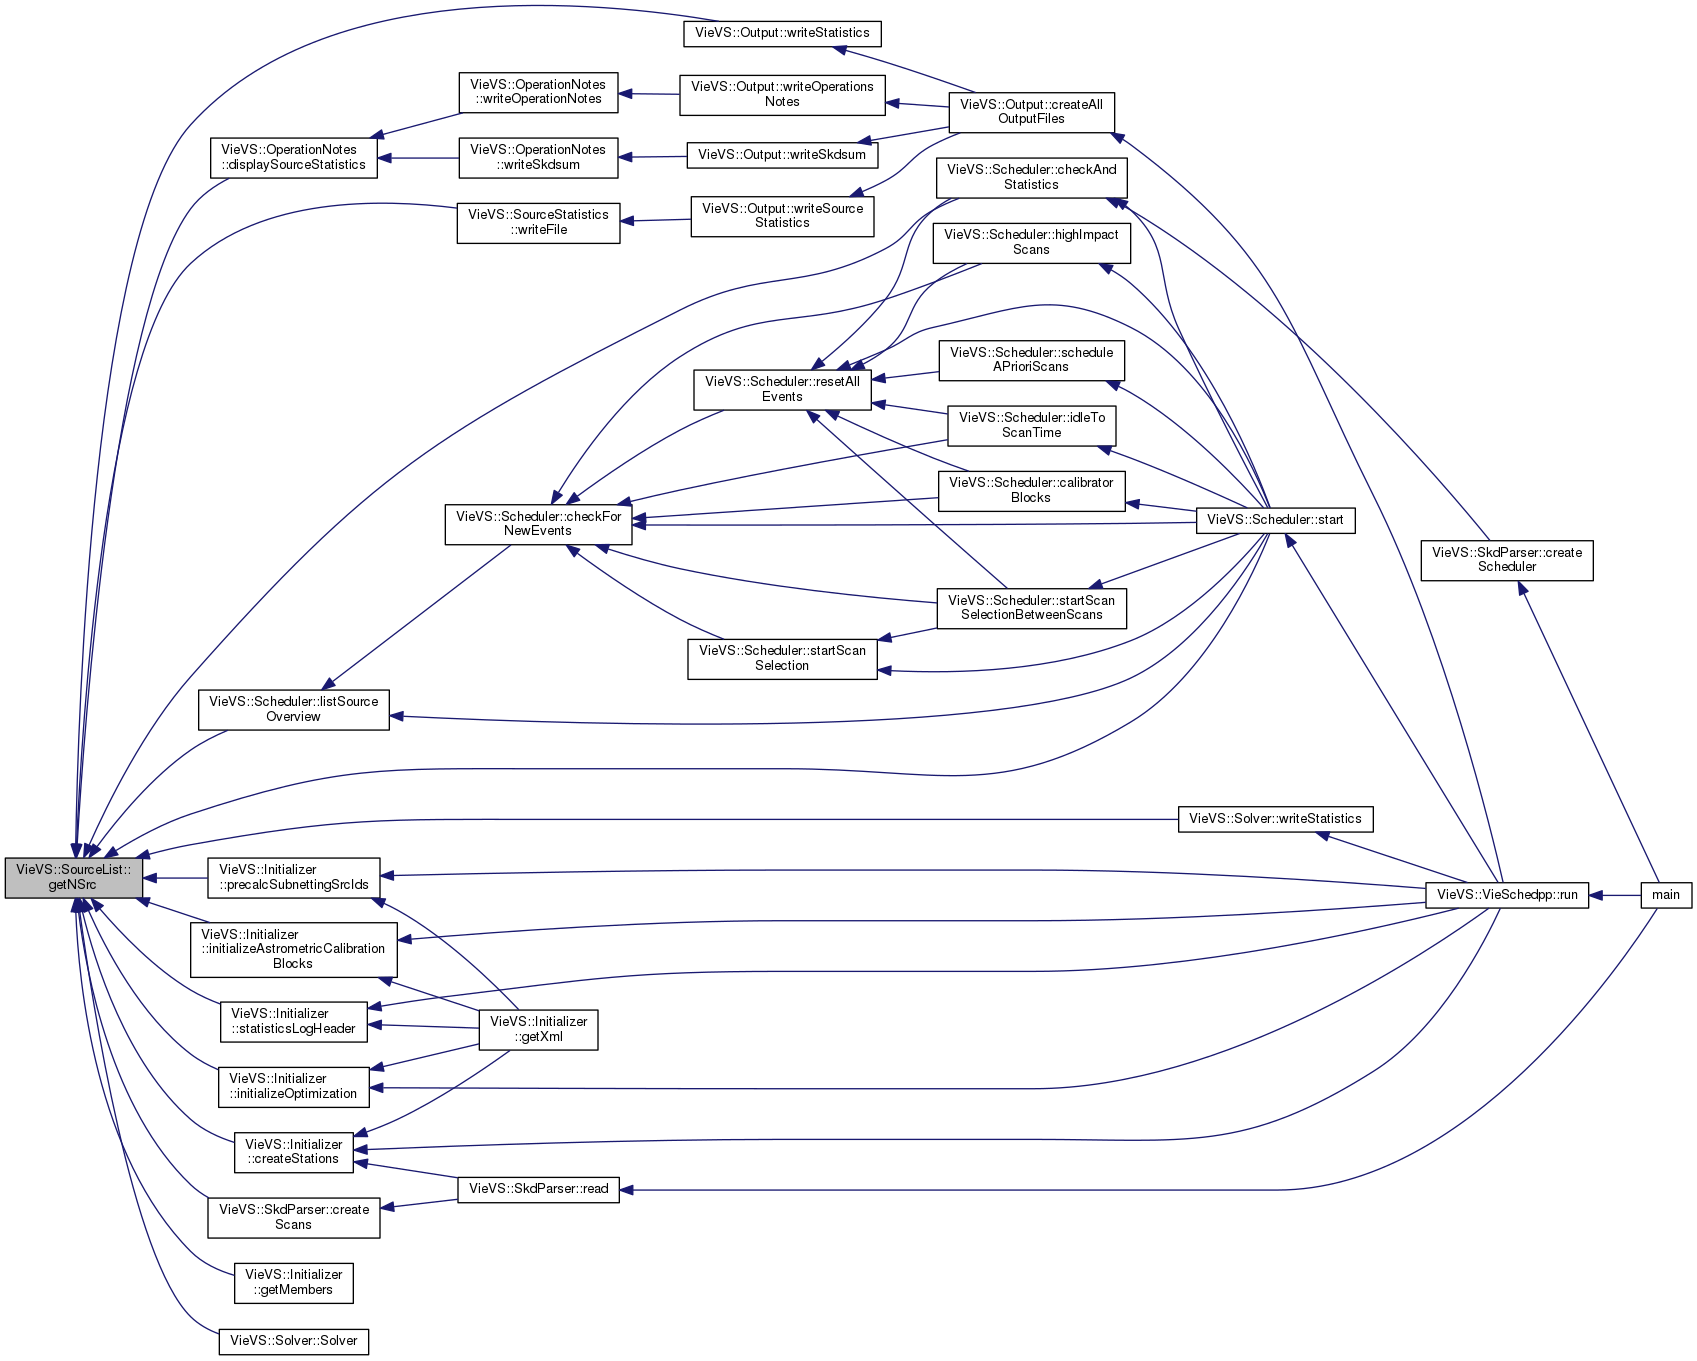 VieVS::Output::writeStatistics
VieVS::OperationNotes
::writeOperationNotes
VieVS::Output::writeOperations
Notes
VieVS::Output::createAll
OutputFiles
VieVS::OperationNotes
::displaySourceStatistics
VieVS::OperationNotes
::writeSkdsum
VieVS::Output::writeSkdsum
VieVS::Scheduler::checkAnd
Statistics
VieVS::SourceStatistics
::writeFile
VieVS::Output::writeSource
Statistics
VieVS::Scheduler::highImpact
Scans
VieVS::Scheduler::schedule
APrioriScans
VieVS::Scheduler::resetAll
Events
VieVS::Scheduler::idleTo
ScanTime
VieVS::Scheduler::calibrator
Blocks
VieVS::Scheduler::checkFor
NewEvents
VieVS::Scheduler::start
VieVS::SkdParser::create
Scheduler
VieVS::Scheduler::startScan
SelectionBetweenScans
VieVS::Scheduler::startScan
Selection
VieVS::Scheduler::listSource
Overview
VieVS::Solver::writeStatistics
VieVS::SourceList::
getNSrc
VieVS::Initializer
::precalcSubnettingSrcIds
VieVS::VieSchedpp::run
main
VieVS::Initializer
::initializeAstrometricCalibration
Blocks
VieVS::Initializer
::statisticsLogHeader
VieVS::Initializer
::getXml
VieVS::Initializer
::initializeOptimization
VieVS::Initializer
::createStations
VieVS::SkdParser::read
VieVS::SkdParser::create
Scans
VieVS::Initializer
::getMembers
VieVS::Solver::Solver